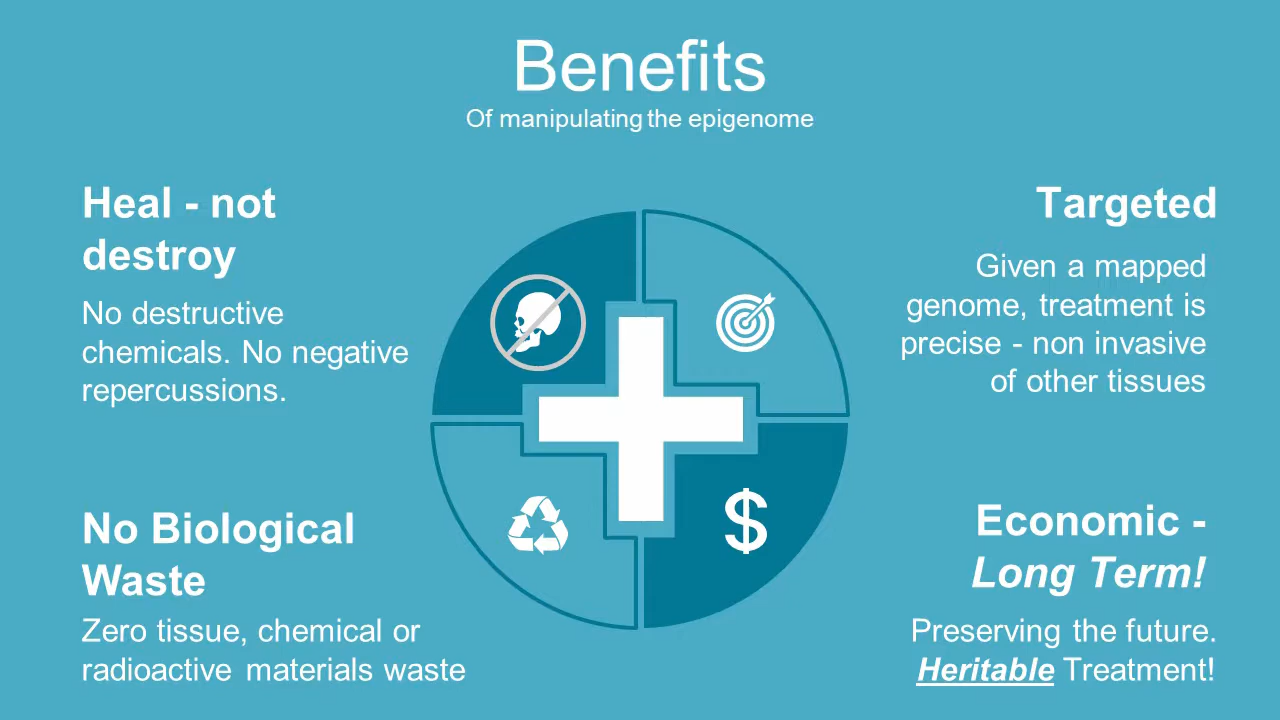 Benefits
Of manipulating the epigenome
Heal - not
destroy
No destructive
chemicals. No negative
repercussions.
Targeted
Given a mapped
genome, treatment is
precise - non invasive
of other tissues
$
No Biological
Waste
Zero tissue, chemical or
radioactive materials waste
Economic -
Long Term!
Preserving the future.
Heritable Treatment!